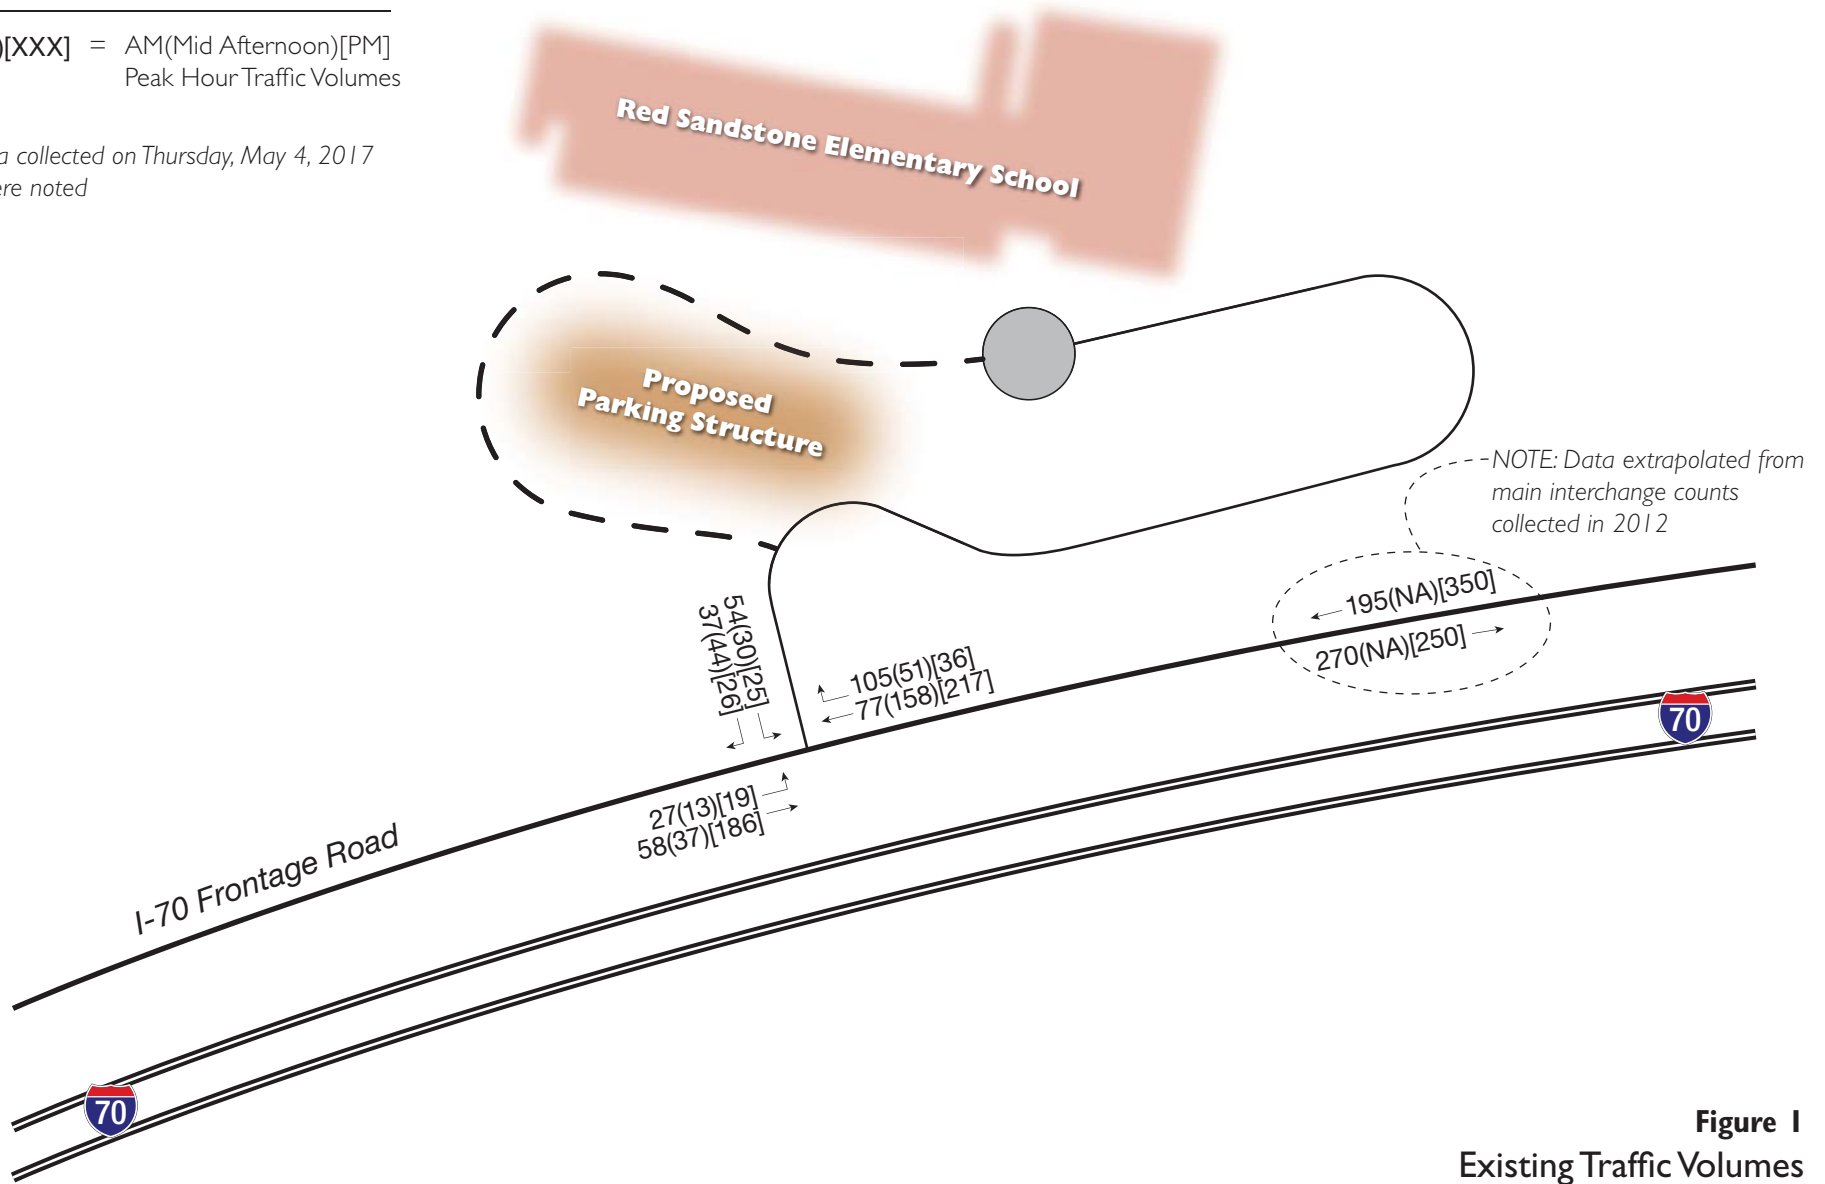 )[XXX] = AM(Mid Afternoon)[PM]
Peak Hour Traffic Volumes
a collected on Thursday, May 4, 2017
ere noted
Red Sandstone Elementary School
Proposed
Parking Structure
NOTE: Data extrapolated from
main interchange counts
collected in 2012
195(NA)[350]
270(NA)[250]
54(30)[25]
37(44)[26]
105(51)[36]
77(158)[217]
27(13)[19]
58(37)[186]
I-70 Frontage Road
70
70
Figure 1
Existing Traffic Volumes